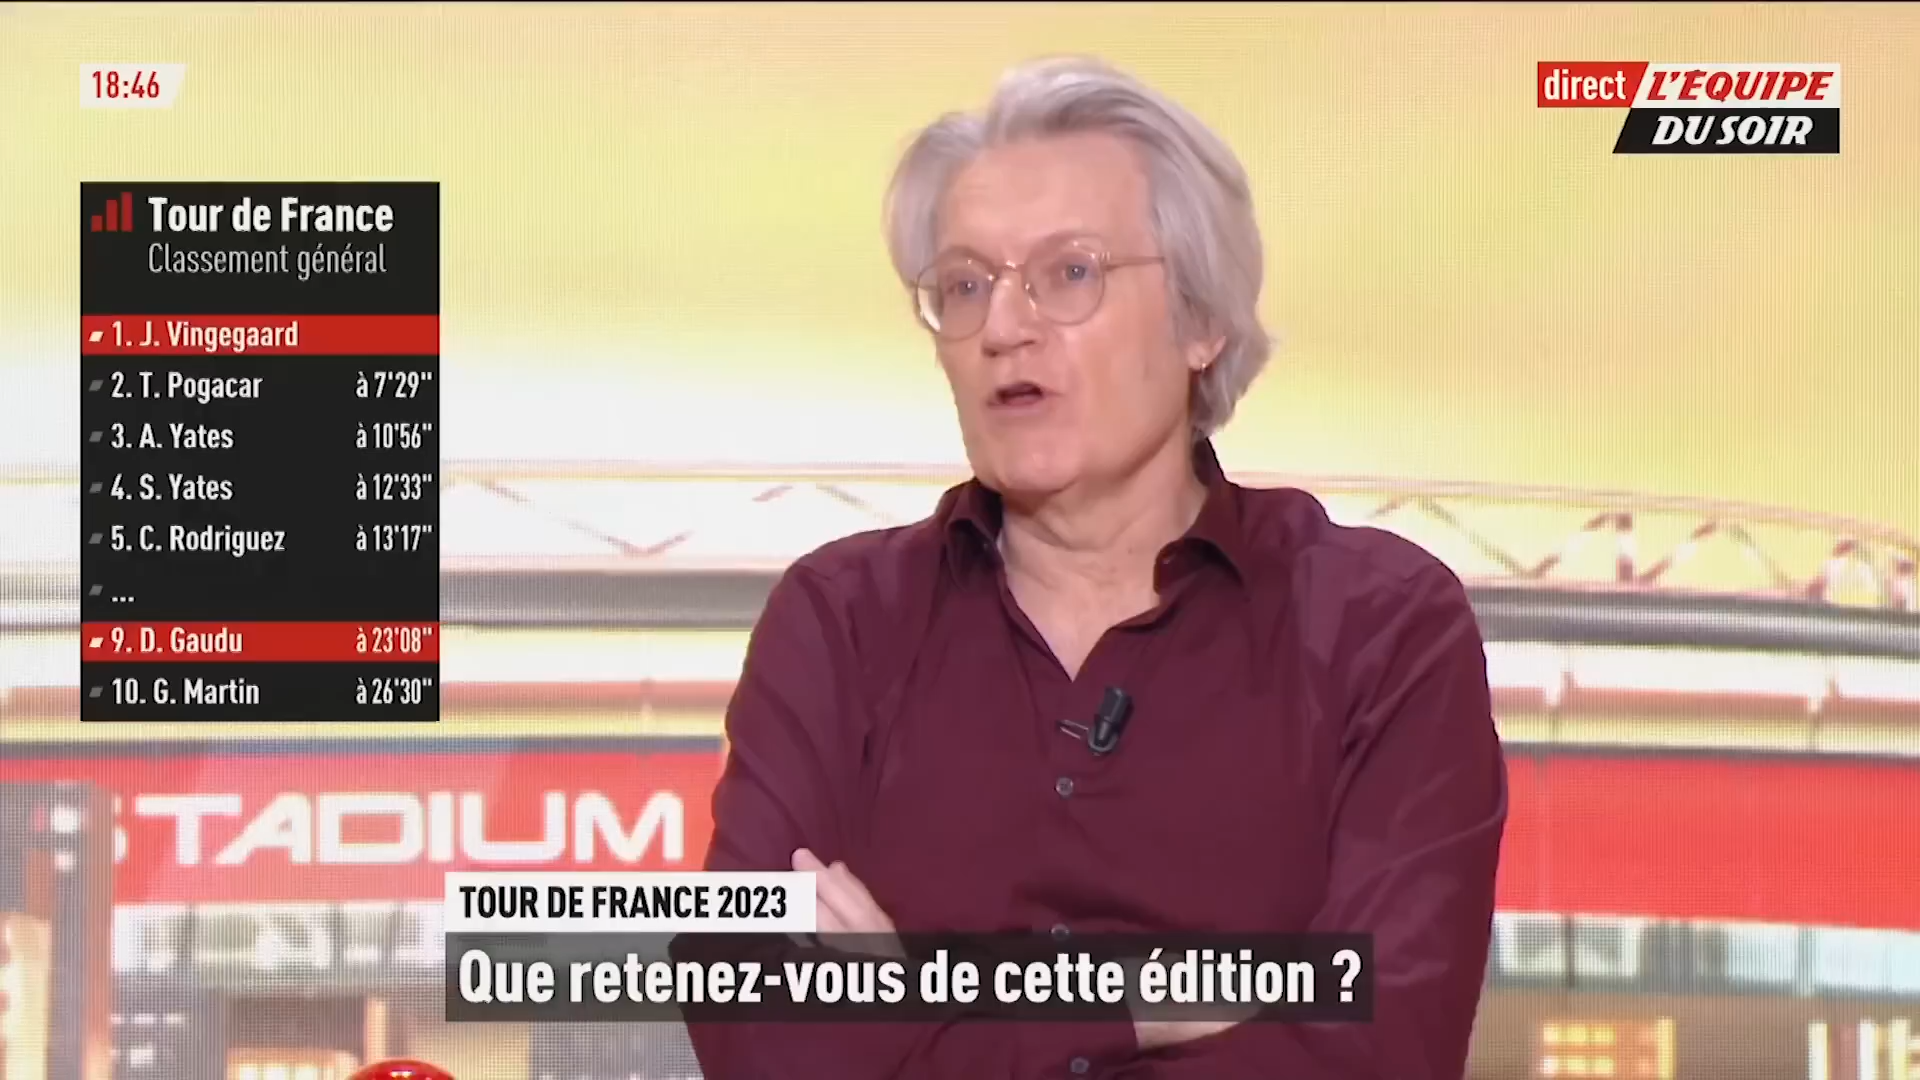 18:46
direct L'ÉQUIPE
DU SOIR
Tour de France
Classement général
1. J. Vingegaard
2. T. Pogacar à 7'29"
3. A. Yates à 10'56"
4. S. Yates à 12'33"
5. C. Rodriguez à 13'17"
...
9. D. Gaudu à 23'08"
10. G. Martin à 26'30"
STADIUM
TOUR DE FRANCE 2023
Que retenez-vous de cette édition ?